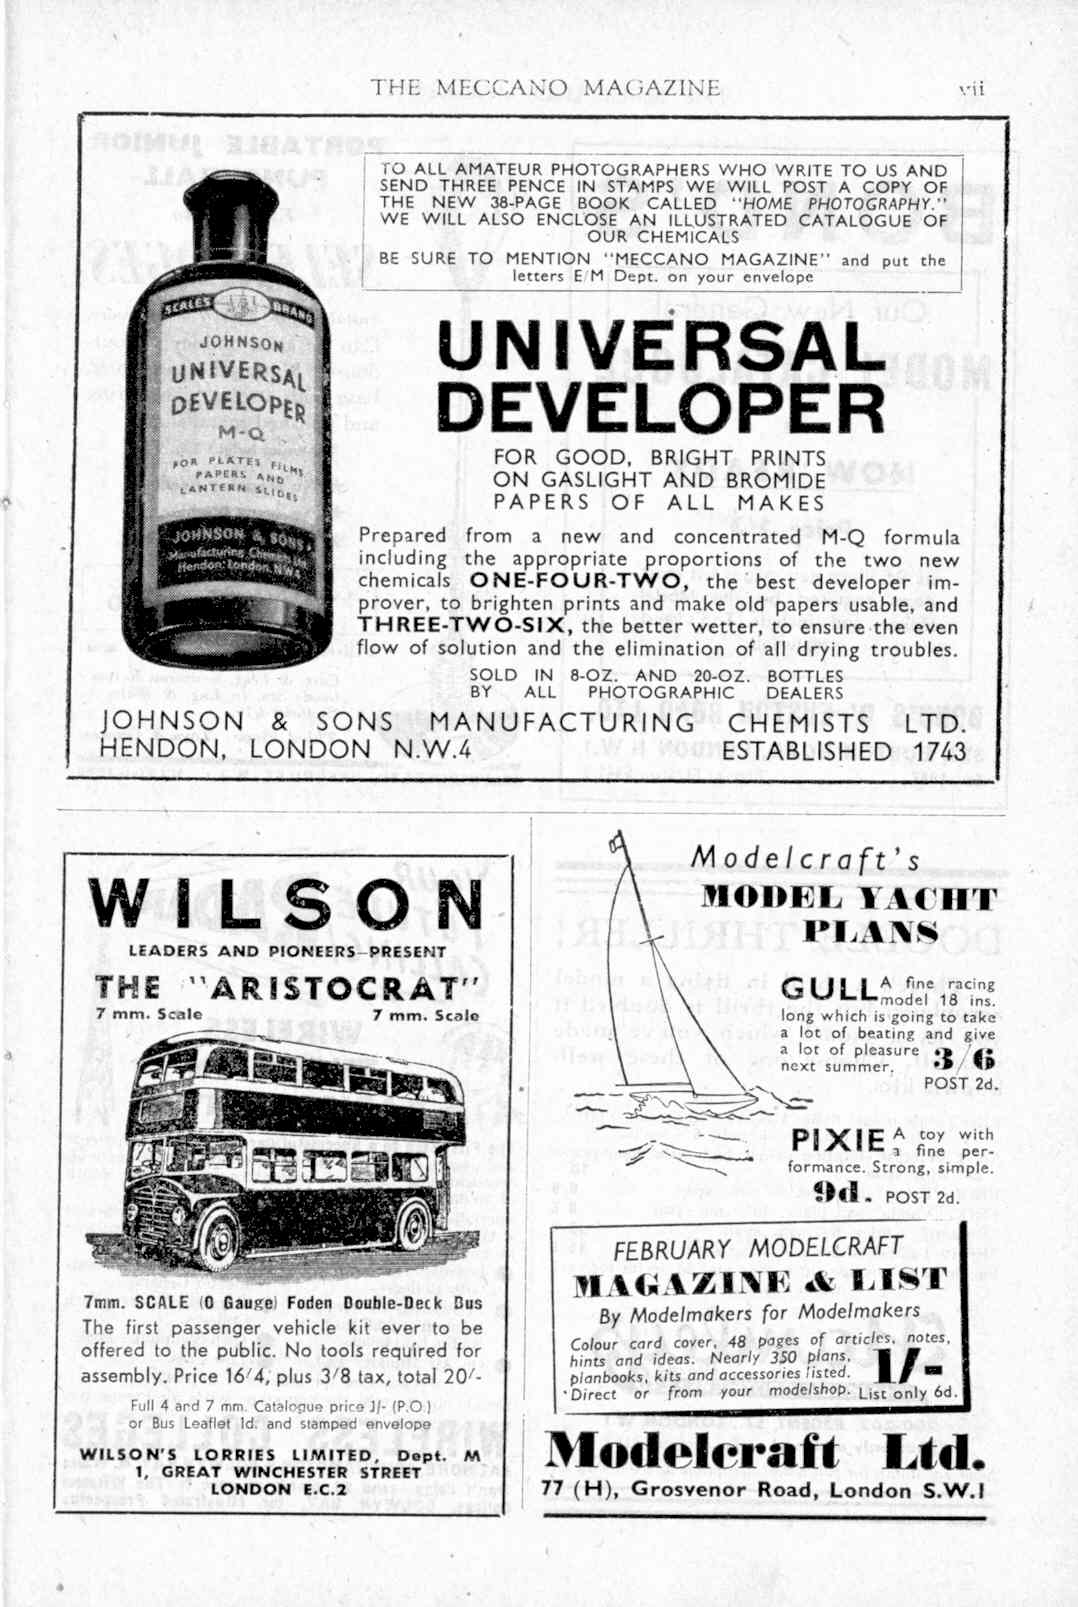 THE MECCANO MAGAZINE vii
TO ALL AMATEUR PHOTOGRAPHERS WHO WRITE TO US AND
SEND THREE PENCE IN STAMPS WE WILL POST A COPY OF
THE NEW 38-PAGE BOOK CALLED "HOME PHOTOGRAPHY."
WE WILL ALSO ENCLOSE AN ILLUSTRATED CATALOGUE OF
OUR CHEMICALS
BE SURE TO MENTION "MECCANO MAGAZINE" and put the
letters E/M Dept. on your envelope
SCALES BRAND
JOHNSON
UNIVERSAL
DEVELOPER
M-Q
FOR PLATES FILMS
PAPERS AND
LANTERN SLIDES
JOHNSON & SONS
Manufacturing Chemists Ltd
Hendon London, N.W.4
UNIVERSAL
DEVELOPER
FOR GOOD, BRIGHT PRINTS
ON GASLIGHT AND BROMIDE
PAPERS OF ALL MAKES
Prepared from a new and concentrated M-Q formula
including the appropriate proportions of the two new
chemicals ONE-FOUR-TWO, the best developer im-
prover, to brighten prints and make old papers usable, and
THREE-TWO-SIX, the better wetter, to ensure the even
flow of solution and the elimination of all drying troubles.
SOLD IN 8-OZ. AND 20-OZ. BOTTLES
BY ALL PHOTOGRAPHIC DEALERS
JOHNSON & SONS MANUFACTURING CHEMISTS LTD.
HENDON, LONDON N.W.4 ESTABLISHED 1743
WILSON
LEADERS AND PIONEERS—PRESENT
THE "ARISTOCRAT"
7 mm. Scale 7 mm. Scale
7mm. SCALE (0 Gauge) Foden Double-Deck Bus
The first passenger vehicle kit ever to be
offered to the public. No tools required for
assembly. Price 16/4, plus 3/8 tax, total 20/-
Full 4 and 7 mm. Catalogue price 1/- (P.O.)
or Bus Leaflet 1d. and stamped envelope
WILSON'S LORRIES LIMITED, Dept. M
1, GREAT WINCHESTER STREET
LONDON E.C.2
Modelcraft's
MODEL YACHT
PLANS
GULL A fine racing
model 18 ins.
long which is going to take
a lot of beating and give
a lot of pleasure
next summer. 3/6
POST 2d.
PIXIE A toy with
a fine per-
formance. Strong, simple.
9d. POST 2d.
FEBRUARY MODELCRAFT
MAGAZINE & LIST
By Modelmakers for Modelmakers
Colour card cover, 48 pages of articles, notes,
hints and ideas. Nearly 350 plans,
planbooks, kits and accessories listed. 1/-
Direct or from your modelshop. List only 6d.
Modelcraft Ltd.
77 (H), Grosvenor Road, London S.W.1